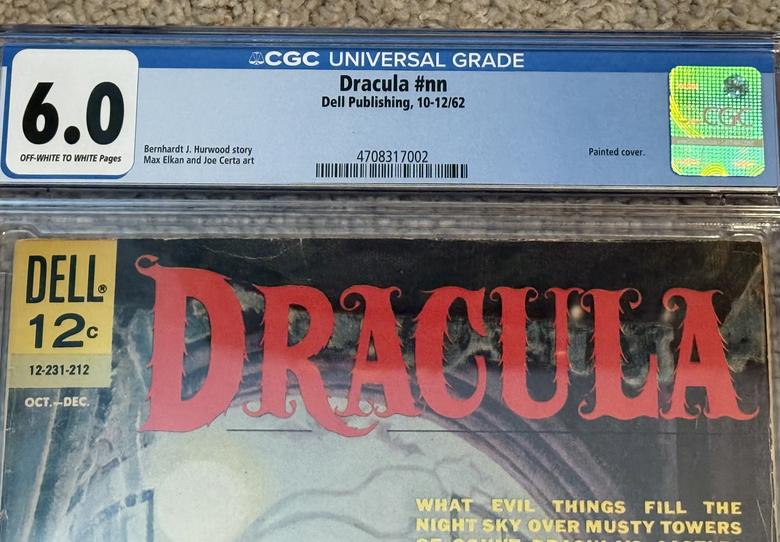 CGC UNIVERSAL GRADE
6.0
OFF-WHITE TO WHITE Pages
Dracula #nn
Dell Publishing, 10-12/62
Bernhardt J. Hurwood story
Max Elkan and Joe Certa art
4708317002
Painted cover.
CGC
DELL®
12c
12-231-212
OCT.–DEC.
DRACULA
WHAT EVIL THINGS FILL THE
NIGHT SKY OVER MUSTY TOWERS